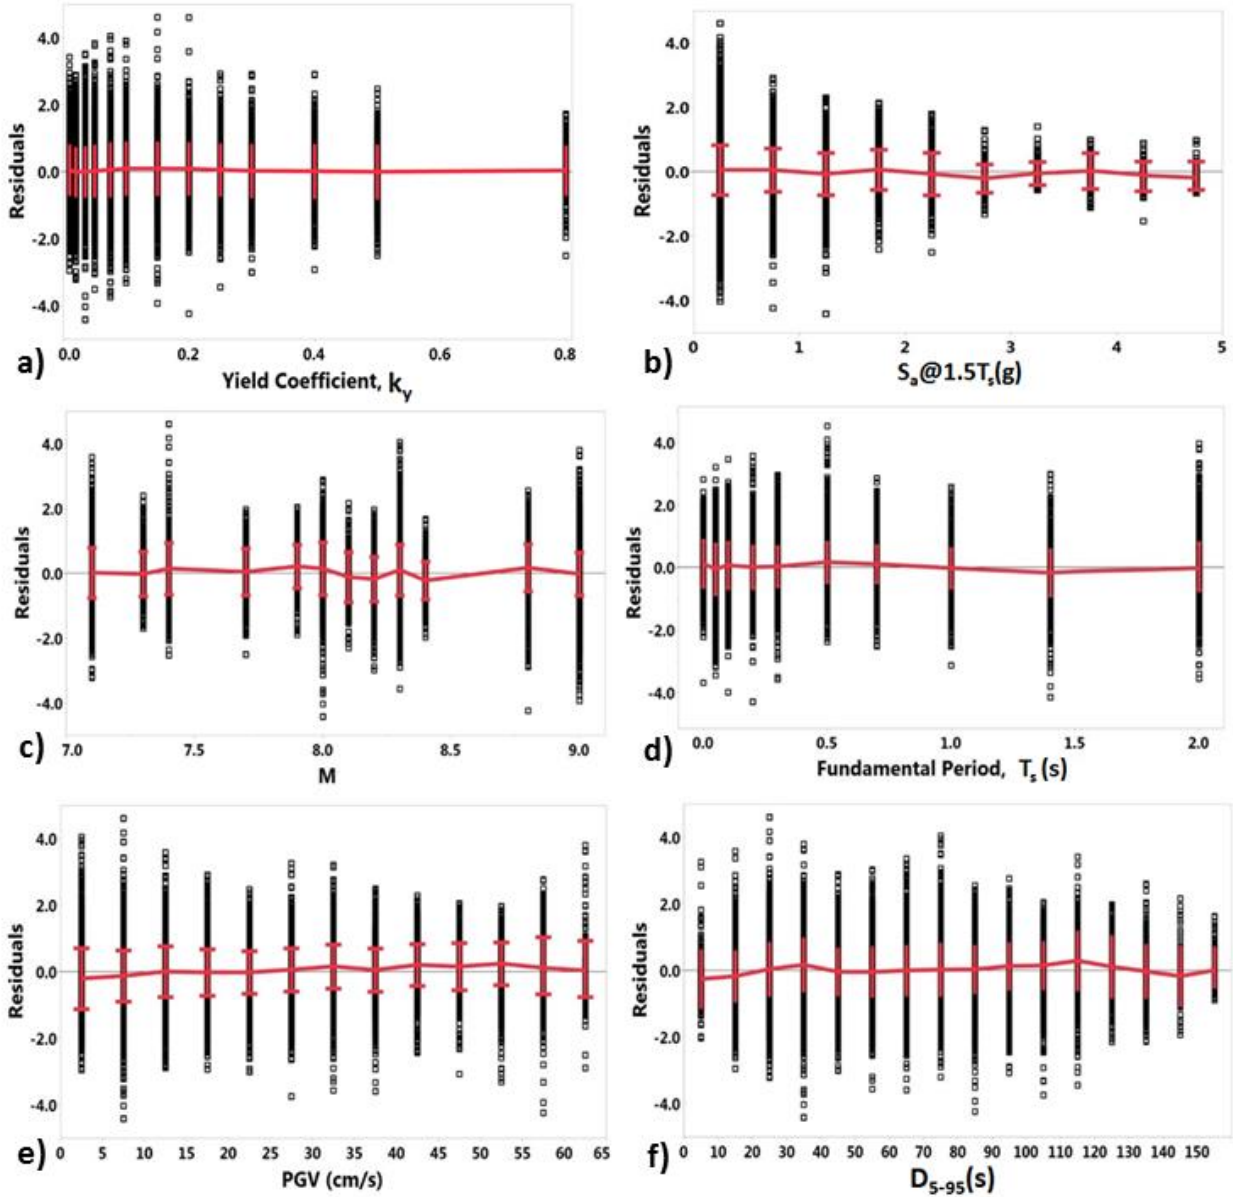 4.0
2.0
0.0
-2.0
-4.0
Residuals
0.0 0.2 0.4 0.6 0.8
a)
Yield Coefficient, ky
4.0
2.0
0.0
-2.0
-4.0
Residuals
0 1 2 3 4 5
b)
Sa@1.5Ts(g)
4.0
2.0
0.0
-2.0
-4.0
Residuals
7.0 7.5 8.0 8.5 9.0
c)
M
4.0
2.0
0.0
-2.0
-4.0
Residuals
0.0 0.5 1.0 1.5 2.0
d)
Fundamental Period, Ts (s)
4.0
2.0
0.0
-2.0
-4.0
Residuals
0 5 10 15 20 25 30 35 40 45 50 55 60 65
e)
PGV (cm/s)
4.0
2.0
0.0
-2.0
-4.0
Residuals
0 10 20 30 40 50 60 70 80 90 100 110 120 130 140 150
f)
D5-95(s)